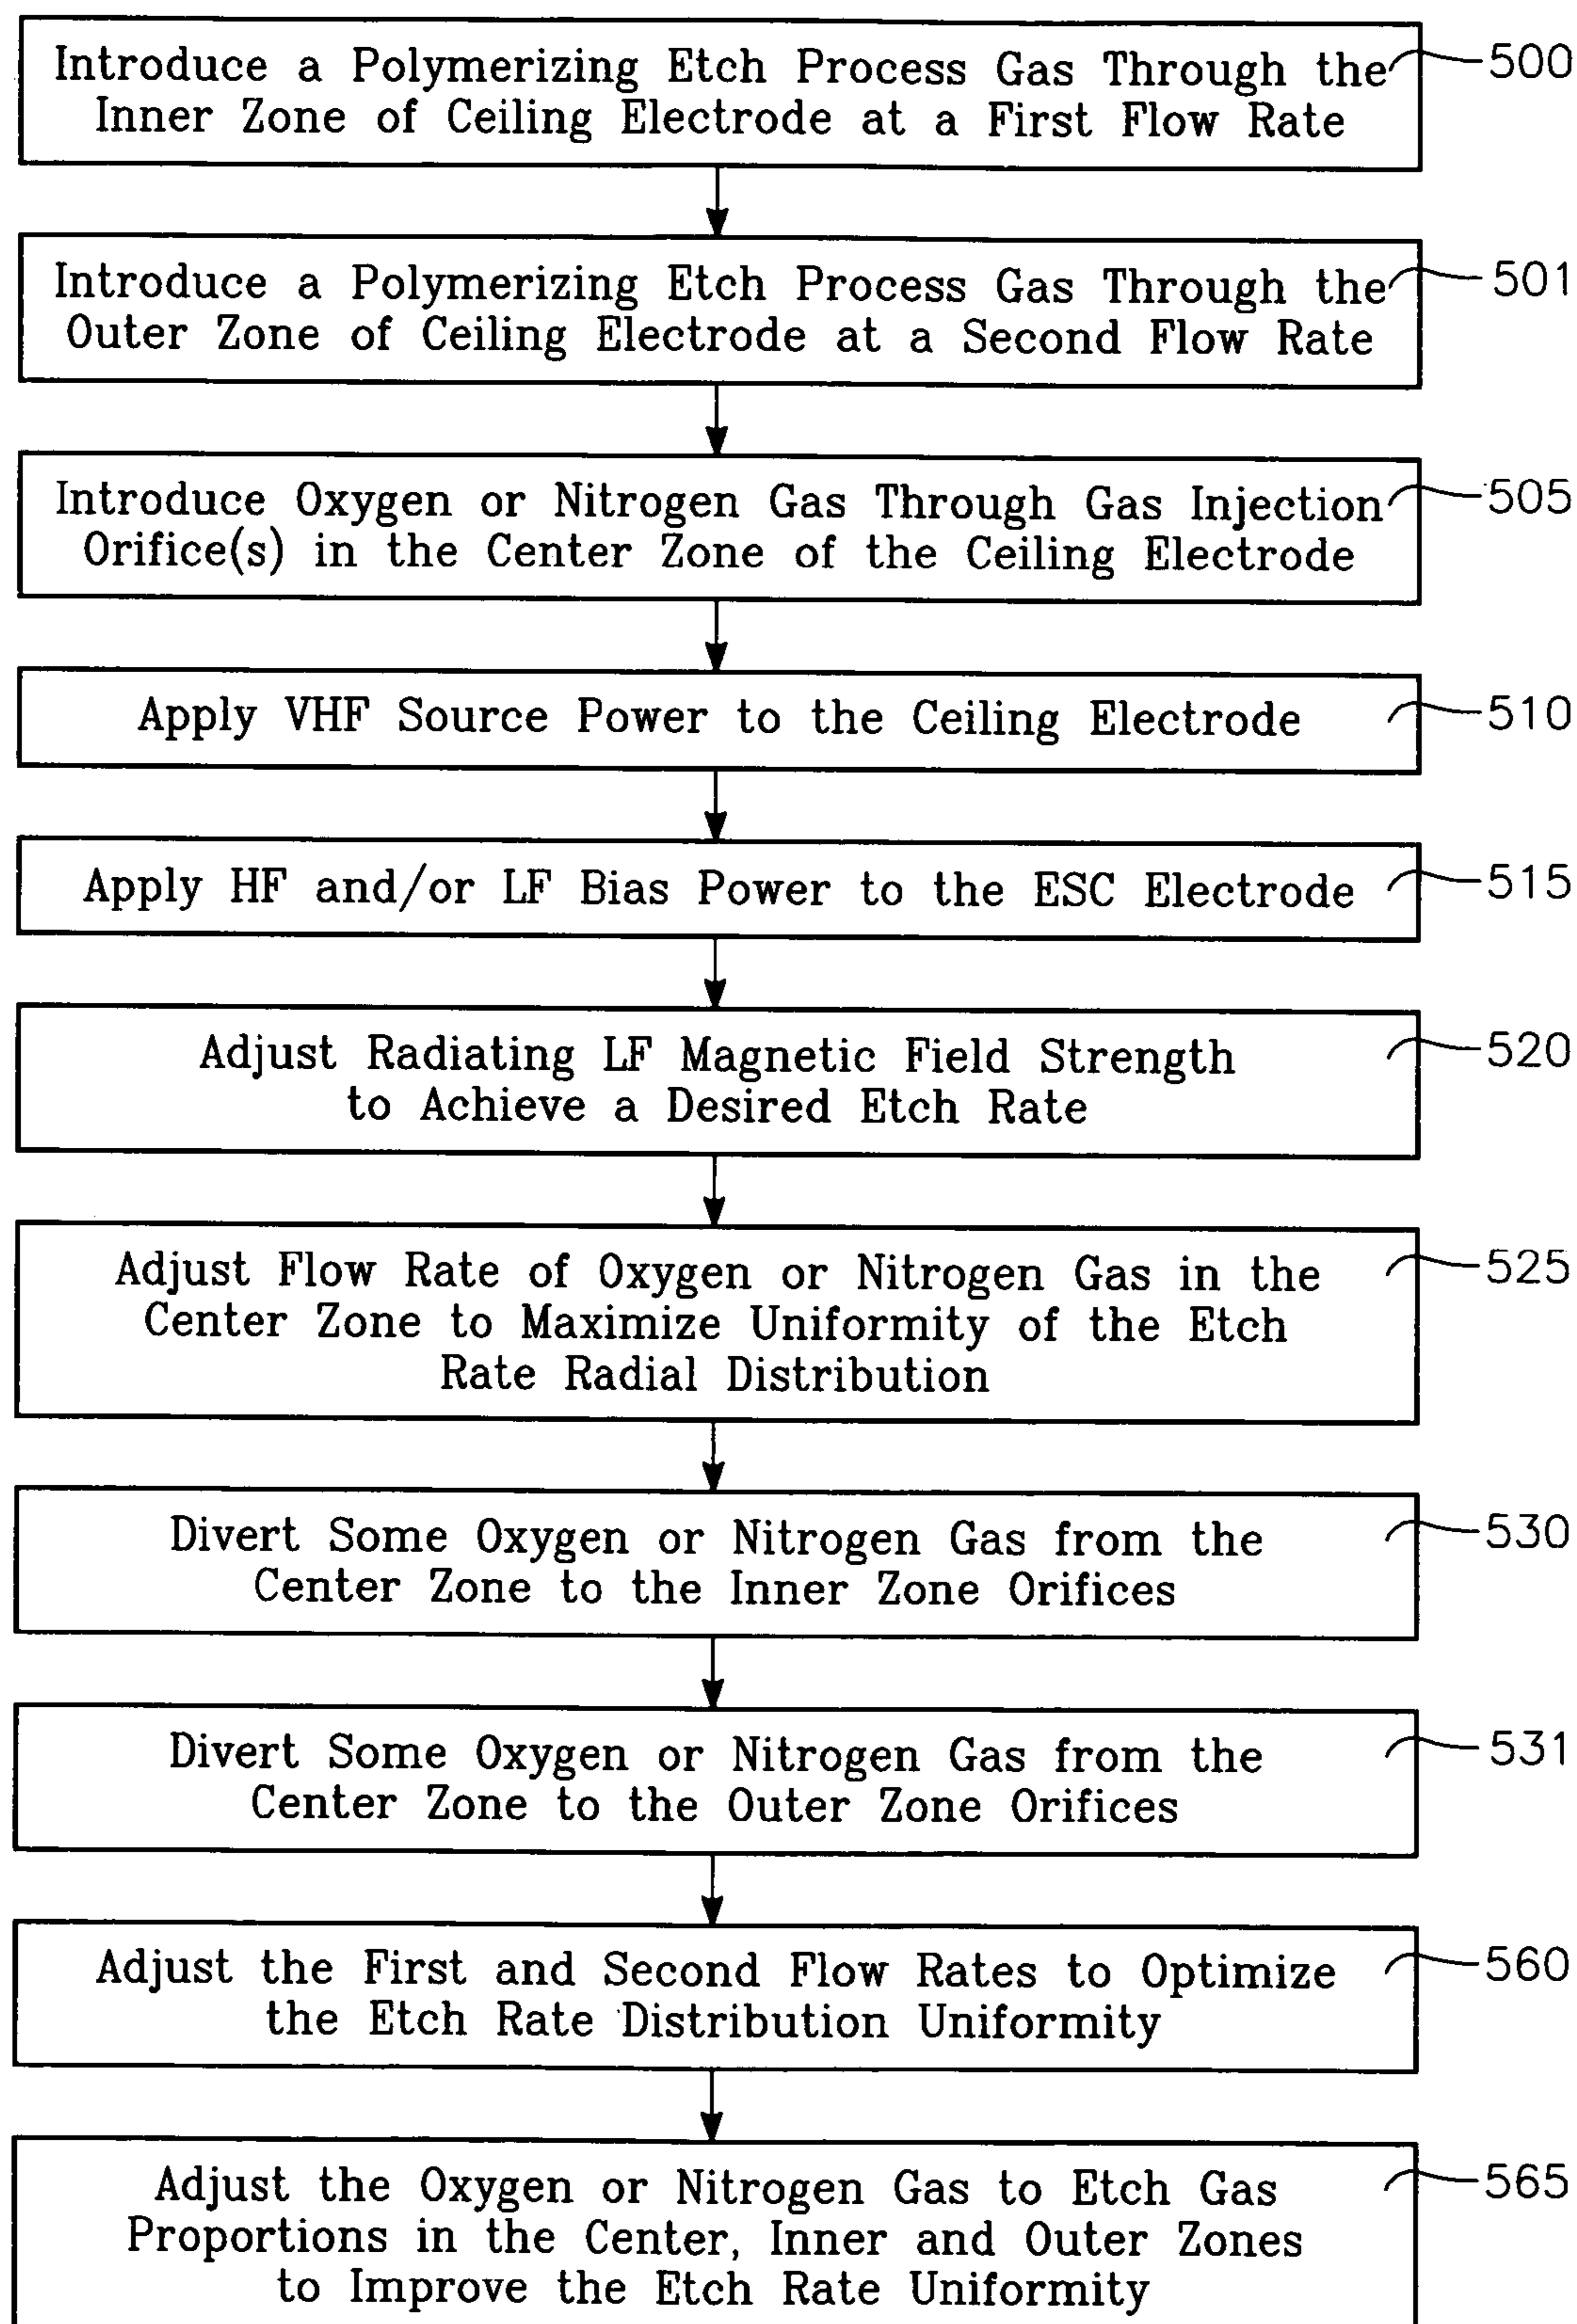 Introduce a Polymerizing Etch Process Gas Through the
Inner Zone of Ceiling Electrode at a First Flow Rate
500
Introduce a Polymerizing Etch Process Gas Through the
Outer Zone of Ceiling Electrode at a Second Flow Rate
501
Introduce Oxygen or Nitrogen Gas Through Gas Injection
Orifice(s) in the Center Zone of the Ceiling Electrode
505
Apply VHF Source Power to the Ceiling Electrode
510
Apply HF and/or LF Bias Power to the ESC Electrode
515
Adjust Radiating LF Magnetic Field Strength
to Achieve a Desired Etch Rate
520
Adjust Flow Rate of Oxygen or Nitrogen Gas in the
Center Zone to Maximize Uniformity of the Etch
Rate Radial Distribution
525
Divert Some Oxygen or Nitrogen Gas from the
Center Zone to the Inner Zone Orifices
530
Divert Some Oxygen or Nitrogen Gas from the
Center Zone to the Outer Zone Orifices
531
Adjust the First and Second Flow Rates to Optimize
the Etch Rate Distribution Uniformity
560
Adjust the Oxygen or Nitrogen Gas to Etch Gas
Proportions in the Center, Inner and Outer Zones
to Improve the Etch Rate Uniformity
565